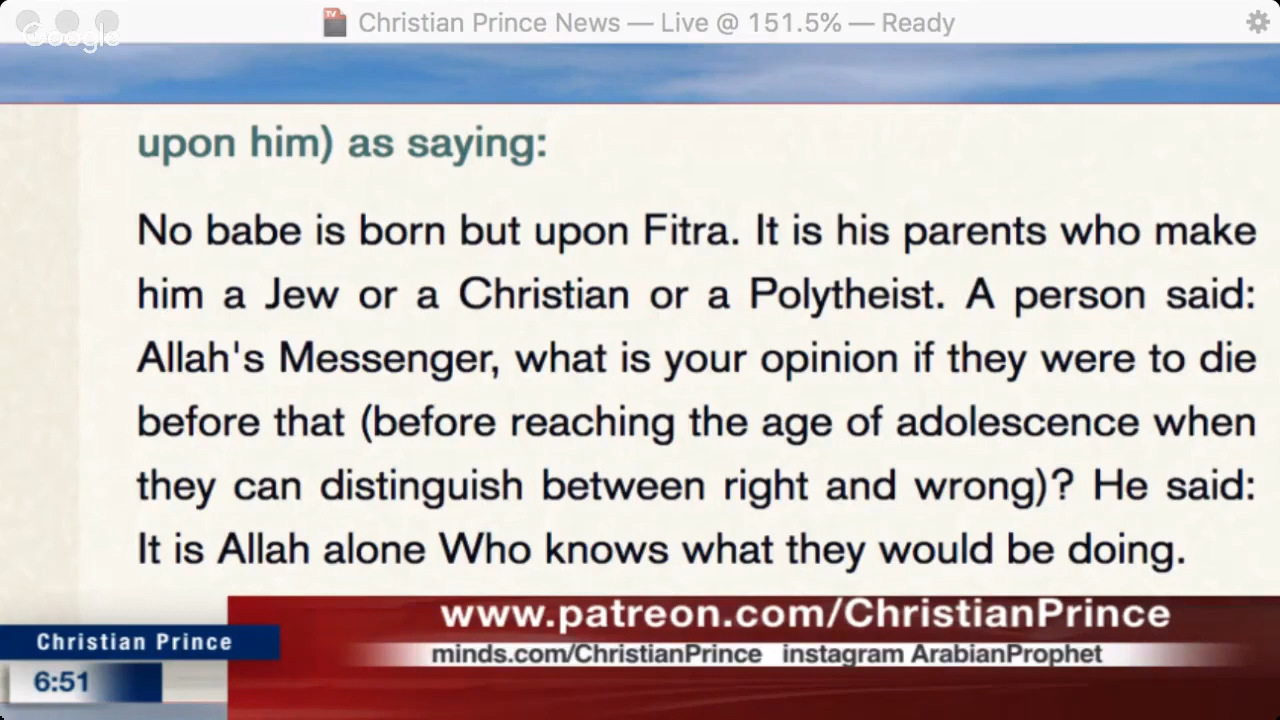 Christian Prince News — Live @ 151.5% — Ready
Google
upon him) as saying:
No babe is born but upon Fitra. It is his parents who make
him a Jew or a Christian or a Polytheist. A person said:
Allah's Messenger, what is your opinion if they were to die
before that (before reaching the age of adolescence when
they can distinguish between right and wrong)? He said:
It is Allah alone Who knows what they would be doing.
www.patreon.com/ChristianPrince
Christian Prince
minds.com/ChristianPrince instagram ArabianProphet
6:51